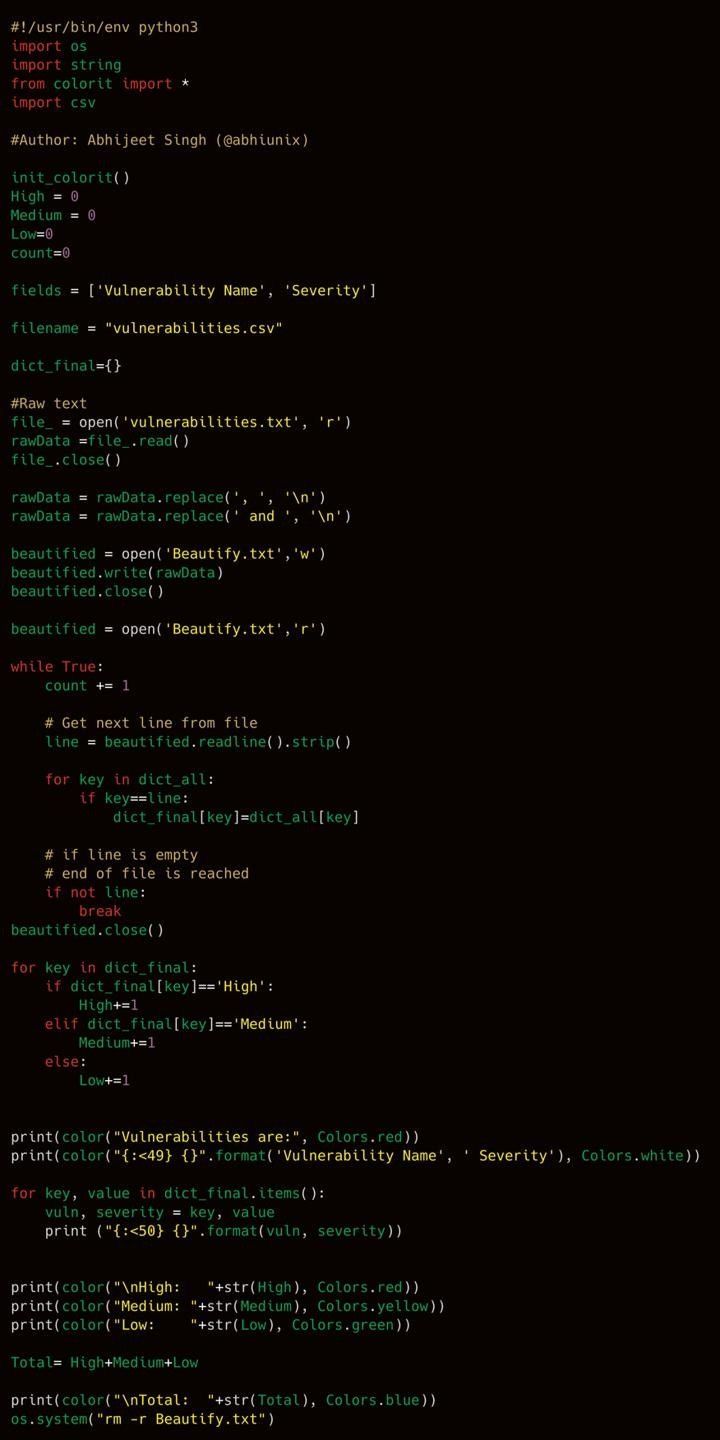 #!/usr/bin/env python3
import os
import string
from colorit import *
import csv

#Author: Abhijeet Singh (@abhiunix)

init_colorit()
High = 0
Medium = 0
Low=0
count=0

fields = ['Vulnerability Name', 'Severity']

filename = "vulnerabilities.csv"

dict_final={}

#Raw text
file_ = open('vulnerabilities.txt', 'r')
rawData =file_.read()
file_.close()

rawData = rawData.replace(', ', '\n')
rawData = rawData.replace(' and ', '\n')

beautified = open('Beautify.txt','w')
beautified.write(rawData)
beautified.close()

beautified = open('Beautify.txt','r')

while True:
    count += 1

    # Get next line from file
    line = beautified.readline().strip()

    for key in dict_all:
        if key==line:
            dict_final[key]=dict_all[key]

    # if line is empty
    # end of file is reached
    if not line:
        break
beautified.close()

for key in dict_final:
    if dict_final[key]=='High':
        High+=1
    elif dict_final[key]=='Medium':
        Medium+=1
    else:
        Low+=1


print(color("Vulnerabilities are:", Colors.red))
print(color("{:<49} {}".format('Vulnerability Name', ' Severity'), Colors.white))

for key, value in dict_final.items():
    vuln, severity = key, value
    print ("{:<50} {}".format(vuln, severity))


print(color("\nHigh:   "+str(High), Colors.red))
print(color("Medium: "+str(Medium), Colors.yellow))
print(color("Low:    "+str(Low), Colors.green))

Total= High+Medium+Low

print(color("\nTotal:  "+str(Total), Colors.blue))
os.system("rm -r Beautify.txt")